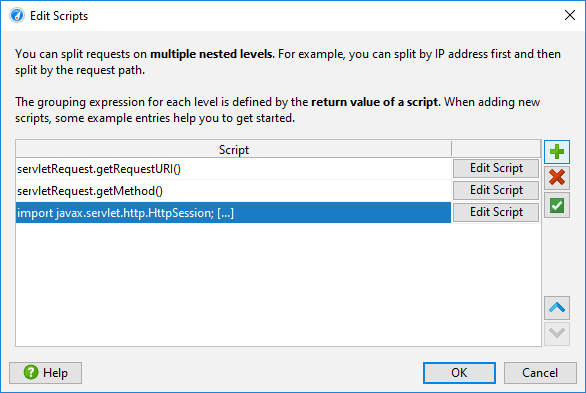 Edit Scripts
You can split requests on multiple nested levels. For example, you can split by IP address first and then
split by the request path.
The grouping expression for each level is defined by the return value of a script. When adding new
scripts, some example entries help you to get started.
Script
servletRequest.getRequestURI() Edit Script
servletRequest.getMethod() Edit Script
import javax.servlet.http.HttpSession; [...] Edit Script
Help OK Cancel